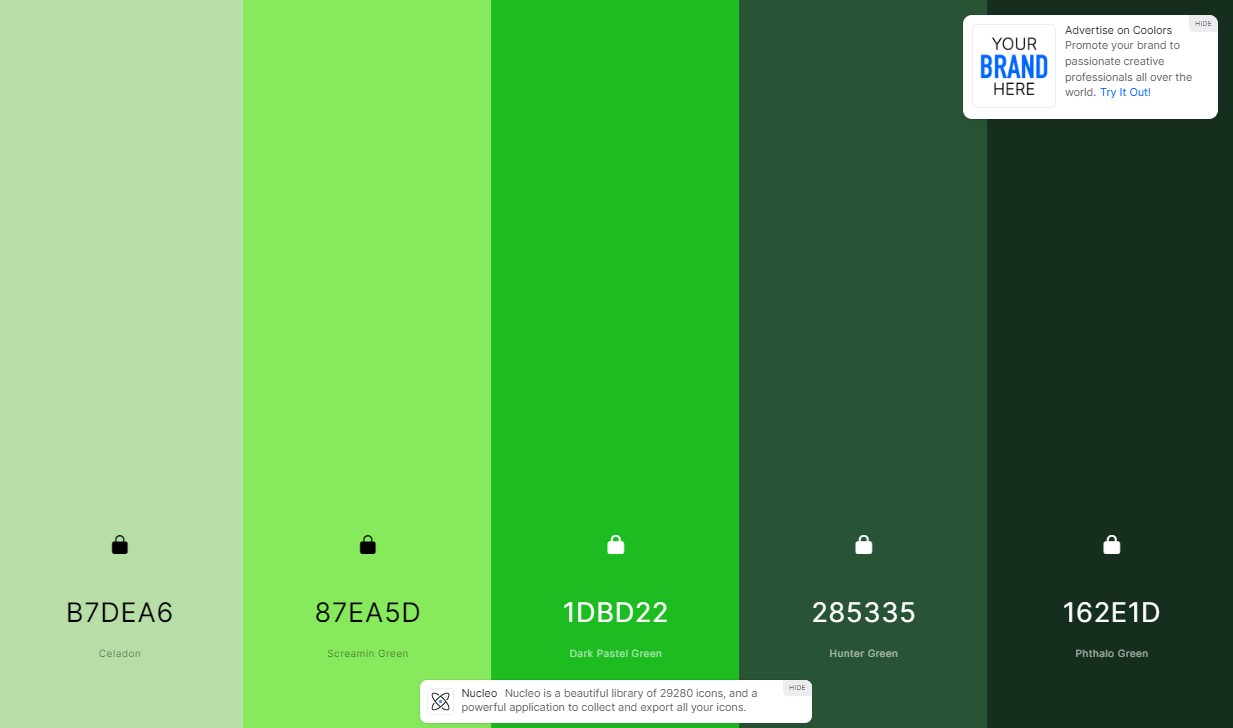 HIDE
YOUR
BRAND
HERE
Advertise on Coolors
Promote your brand to
passionate creative
professionals all over the
world. Try It Out!
B7DEA6
Celadon
87EA5D
Screamin Green
1DBD22
Dark Pastel Green
285335
Hunter Green
162E1D
Phthalo Green
HIDE
Nucleo Nucleo is a beautiful library of 29280 icons, and a
powerful application to collect and export all your icons.